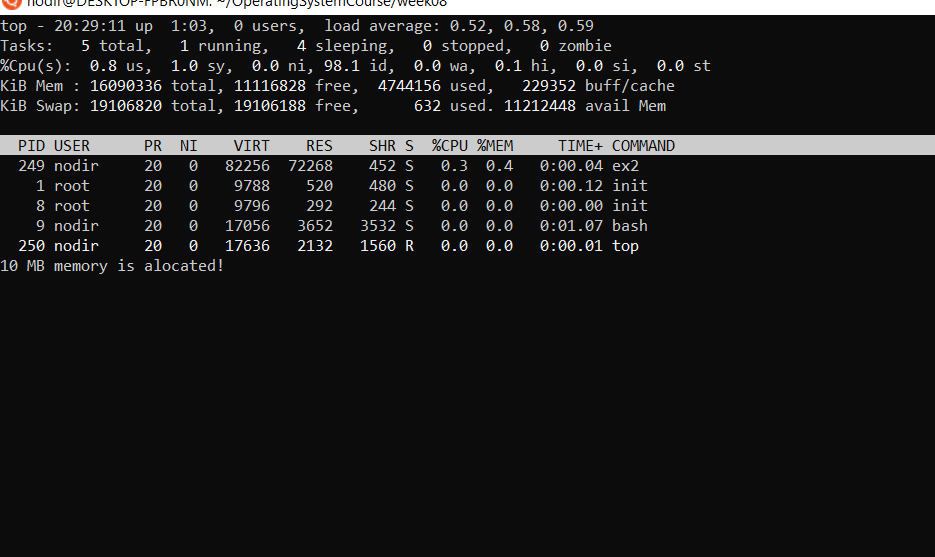 nodir@DESKTOP-FPBR0NM: ~/OperatingSystemCourse/week08
top - 20:29:11 up  1:03,  0 users,  load average: 0.52, 0.58, 0.59
Tasks:   5 total,   1 running,   4 sleeping,   0 stopped,   0 zombie
%Cpu(s):  0.8 us,  1.0 sy,  0.0 ni, 98.1 id,  0.0 wa,  0.1 hi,  0.0 si,  0.0 st
KiB Mem : 16090336 total, 11116828 free,  4744156 used,   229352 buff/cache
KiB Swap: 19106820 total, 19106188 free,      632 used. 11212448 avail Mem
  PID USER      PR  NI    VIRT    RES    SHR S  %CPU %MEM     TIME+ COMMAND
  249 nodir     20   0   82256  72268    452 S   0.3  0.4   0:00.04 ex2
    1 root      20   0    9788    520    480 S   0.0  0.0   0:00.12 init
    8 root      20   0    9796    292    244 S   0.0  0.0   0:00.00 init
    9 nodir     20   0   17056   3652   3532 S   0.0  0.0   0:01.07 bash
  250 nodir     20   0   17636   2132   1560 R   0.0  0.0   0:00.01 top
10 MB memory is alocated!